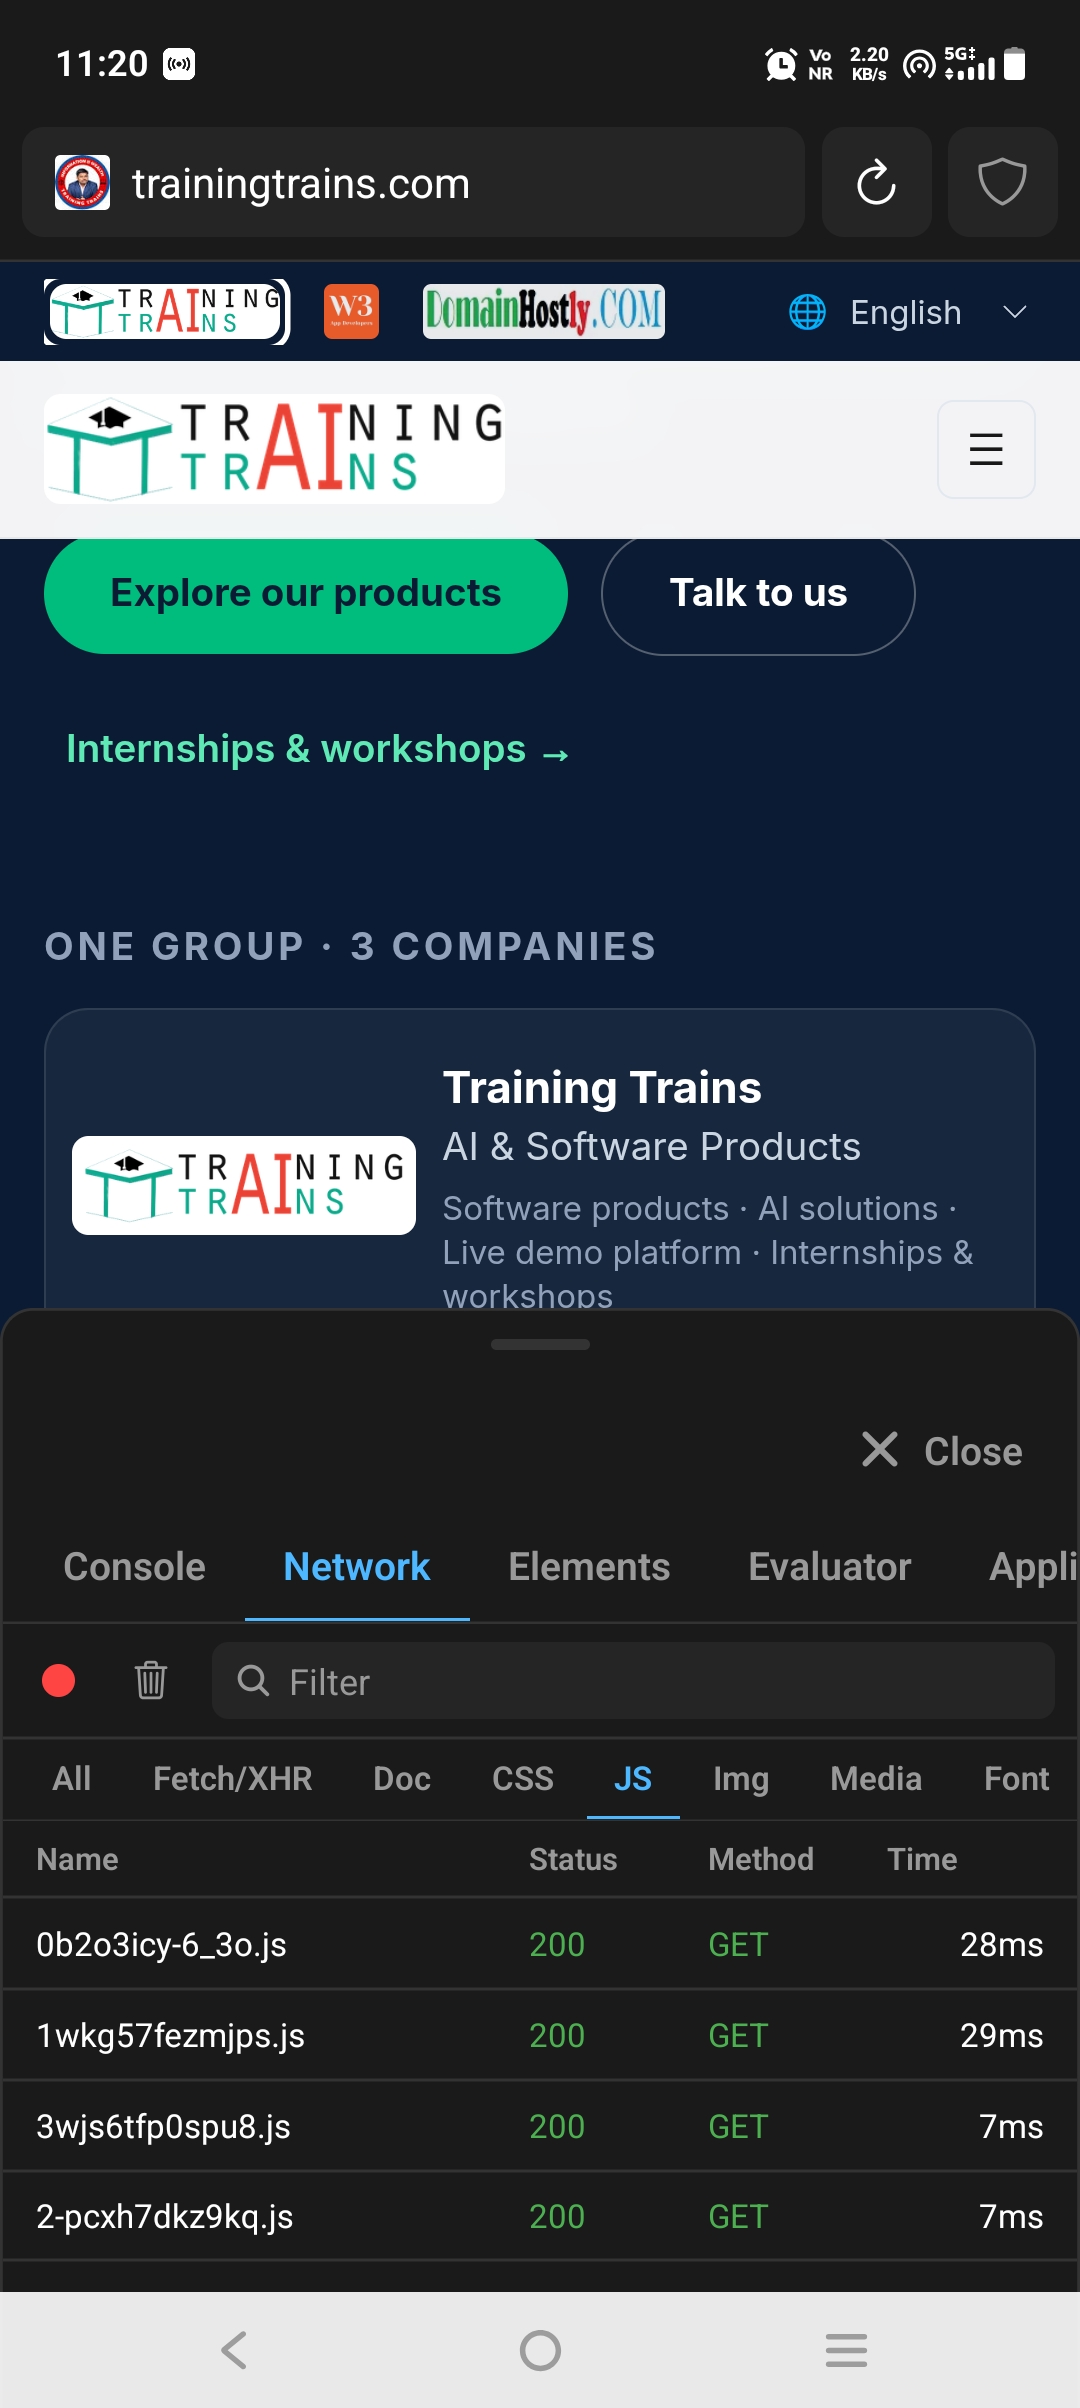 11:20
Vo NR 2.20 KB/s 5G‡
trainingtrains.com
TRAINING TRAINS W3 App Developers DomainHostly.COM English
TRAINING
TRAINS
Explore our products Talk to us
Internships & workshops →
ONE GROUP · 3 COMPANIES
Training Trains
AI & Software Products
TRAINING
TRAINS
Software products · AI solutions ·
Live demo platform · Internships &
workshops
Close
Console Network Elements Evaluator Appli
Filter
All Fetch/XHR Doc CSS JS Img Media Font
Name Status Method Time
0b2o3icy-6_3o.js 200 GET 28ms
1wkg57fezmjps.js 200 GET 29ms
3wjs6tfp0spu8.js 200 GET 7ms
2-pcxh7dkz9kq.js 200 GET 7ms